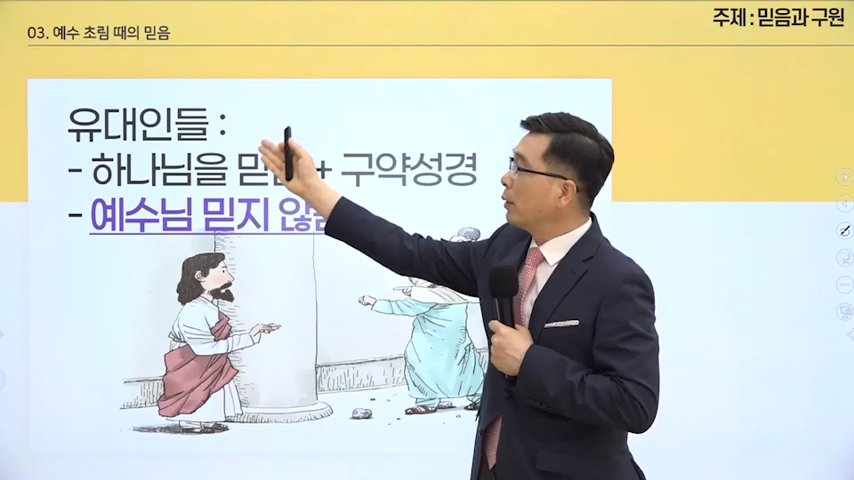 03. 예수 초림 때의 믿음
주제 : 믿음과 구원
유대인들 :
- 하나님을 + 구약성경
- 예수님 믿지